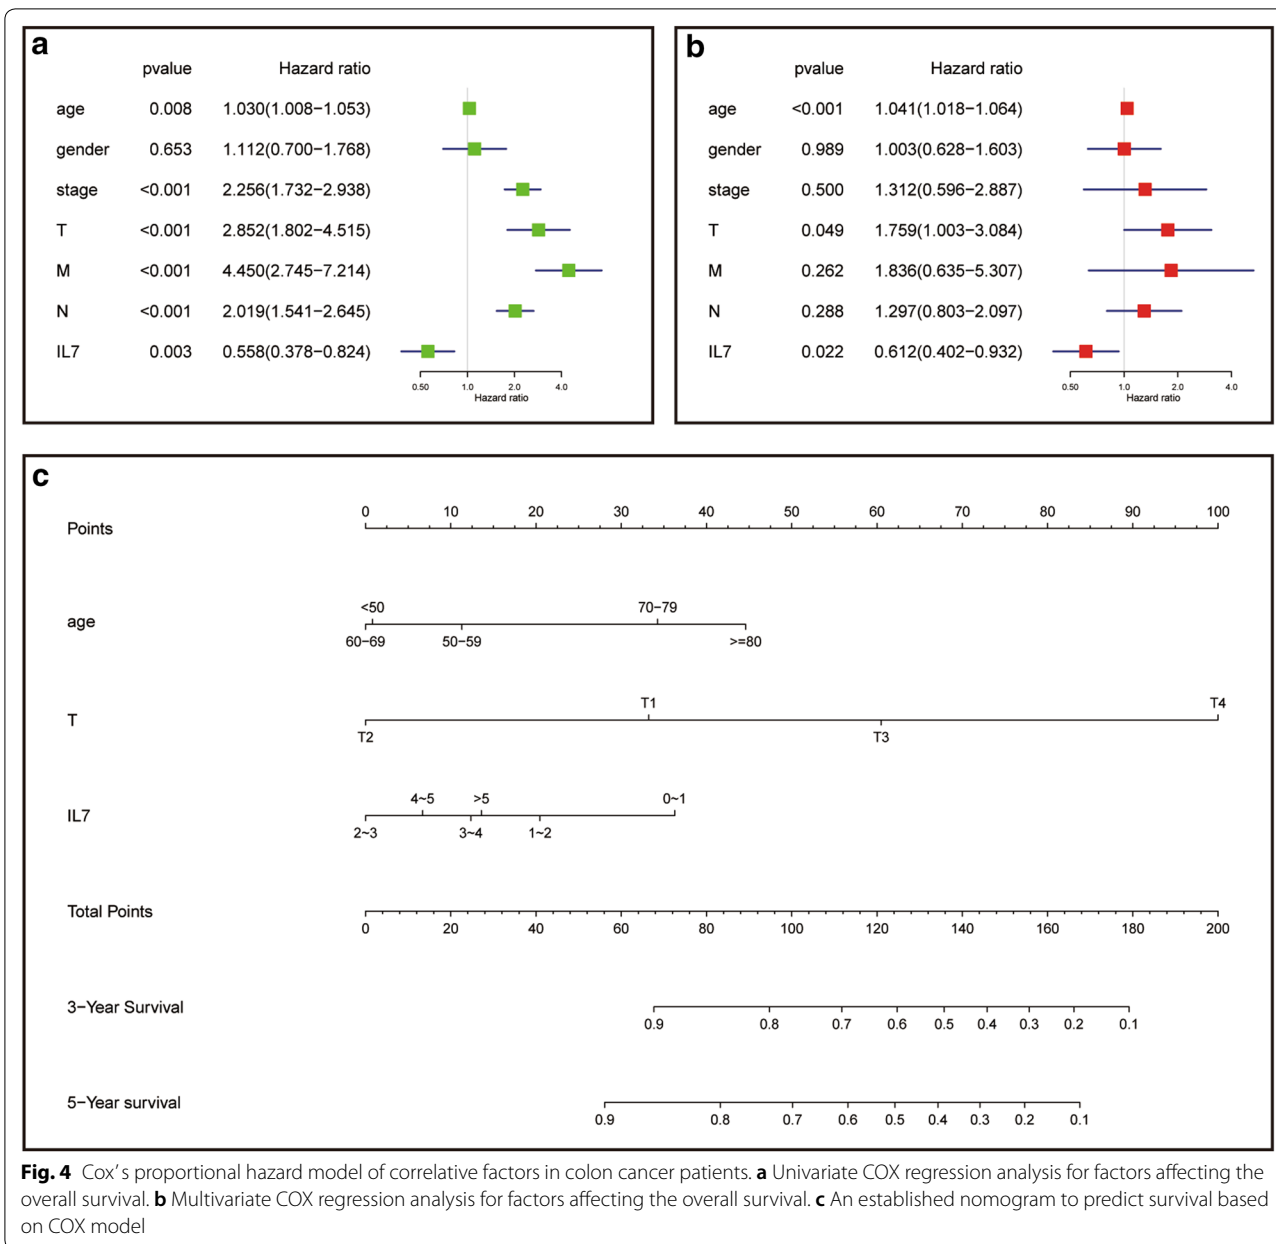 a
pvalue Hazard ratio
age 0.008 1.030(1.008−1.053)
gender 0.653 1.112(0.700−1.768)
stage <0.001 2.256(1.732−2.938)
T <0.001 2.852(1.802−4.515)
M <0.001 4.450(2.745−7.214)
N <0.001 2.019(1.541−2.645)
IL7 0.003 0.558(0.378−0.824)
0.50 1.0 2.0 4.0
Hazard ratio
b
pvalue Hazard ratio
age <0.001 1.041(1.018−1.064)
gender 0.989 1.003(0.628−1.603)
stage 0.500 1.312(0.596−2.887)
T 0.049 1.759(1.003−3.084)
M 0.262 1.836(0.635−5.307)
N 0.288 1.297(0.803−2.097)
IL7 0.022 0.612(0.402−0.932)
0.50 1.0 2.0 4.0
Hazard ratio
c
0 10 20 30 40 50 60 70 80 90 100
Points
<50 70−79
age
60−69 50−59 >=80
T1 T4
T
T2 T3
4~5 >5 0~1
IL7
2~3 3~4 1~2
Total Points
0 20 40 60 80 100 120 140 160 180 200
3−Year Survival
0.9 0.8 0.7 0.6 0.5 0.4 0.3 0.2 0.1
5−Year survival
0.9 0.8 0.7 0.6 0.5 0.4 0.3 0.2 0.1
Fig. 4 Cox's proportional hazard model of correlative factors in colon cancer patients. a Univariate COX regression analysis for factors affecting the
overall survival. b Multivariate COX regression analysis for factors affecting the overall survival. c An established nomogram to predict survival based
on COX model